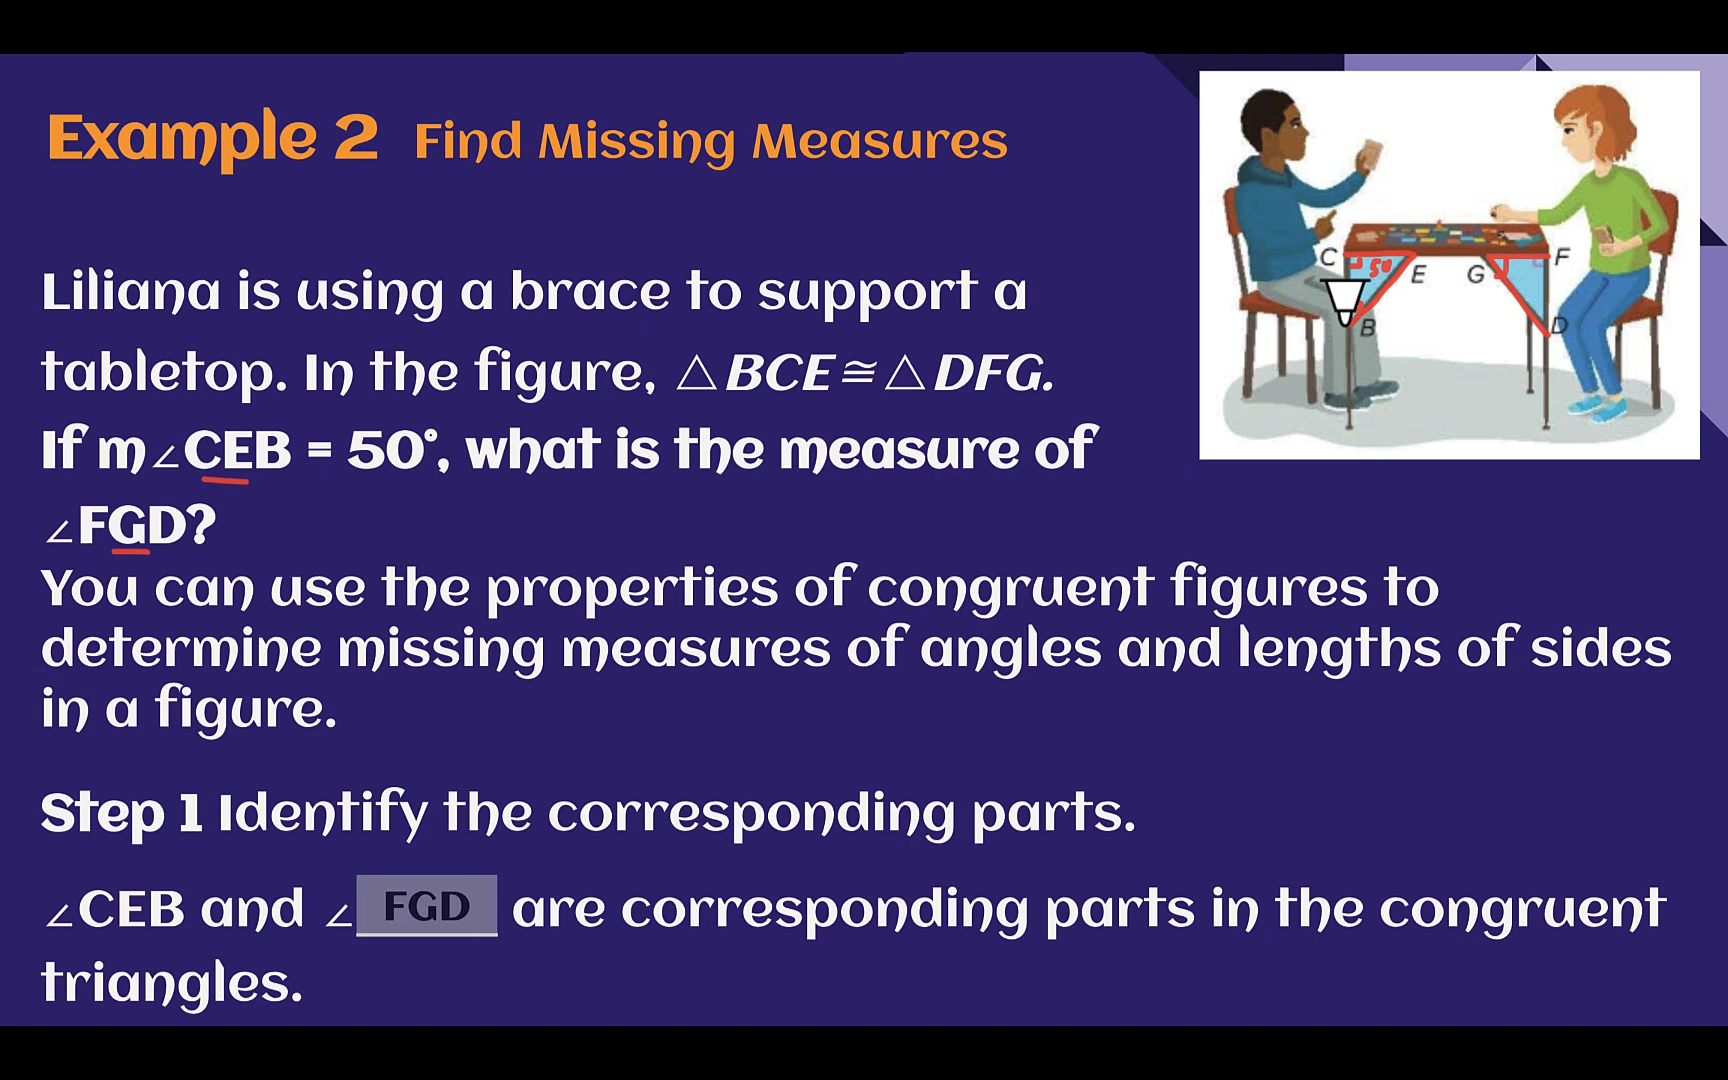 Example 2 Find Missing Measures
Liliana is using a brace to support a
tabletop. In the figure, △BCE ≅ △DFG.
If m∠CEB = 50°, what is the measure of
∠FGD?
C
50
E
G
F
B
D
You can use the properties of congruent figures to
determine missing measures of angles and lengths of sides
in a figure.
Step 1 Identify the corresponding parts.
∠CEB and ∠ FGD are corresponding parts in the congruent
triangles.